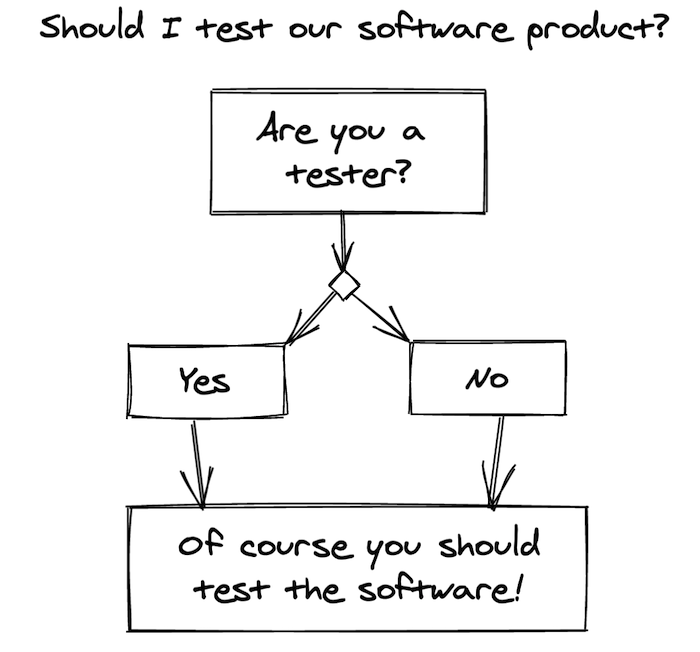 Should I test our software product?
Are you a
tester?
Yes
No
Of course you should
test the software!